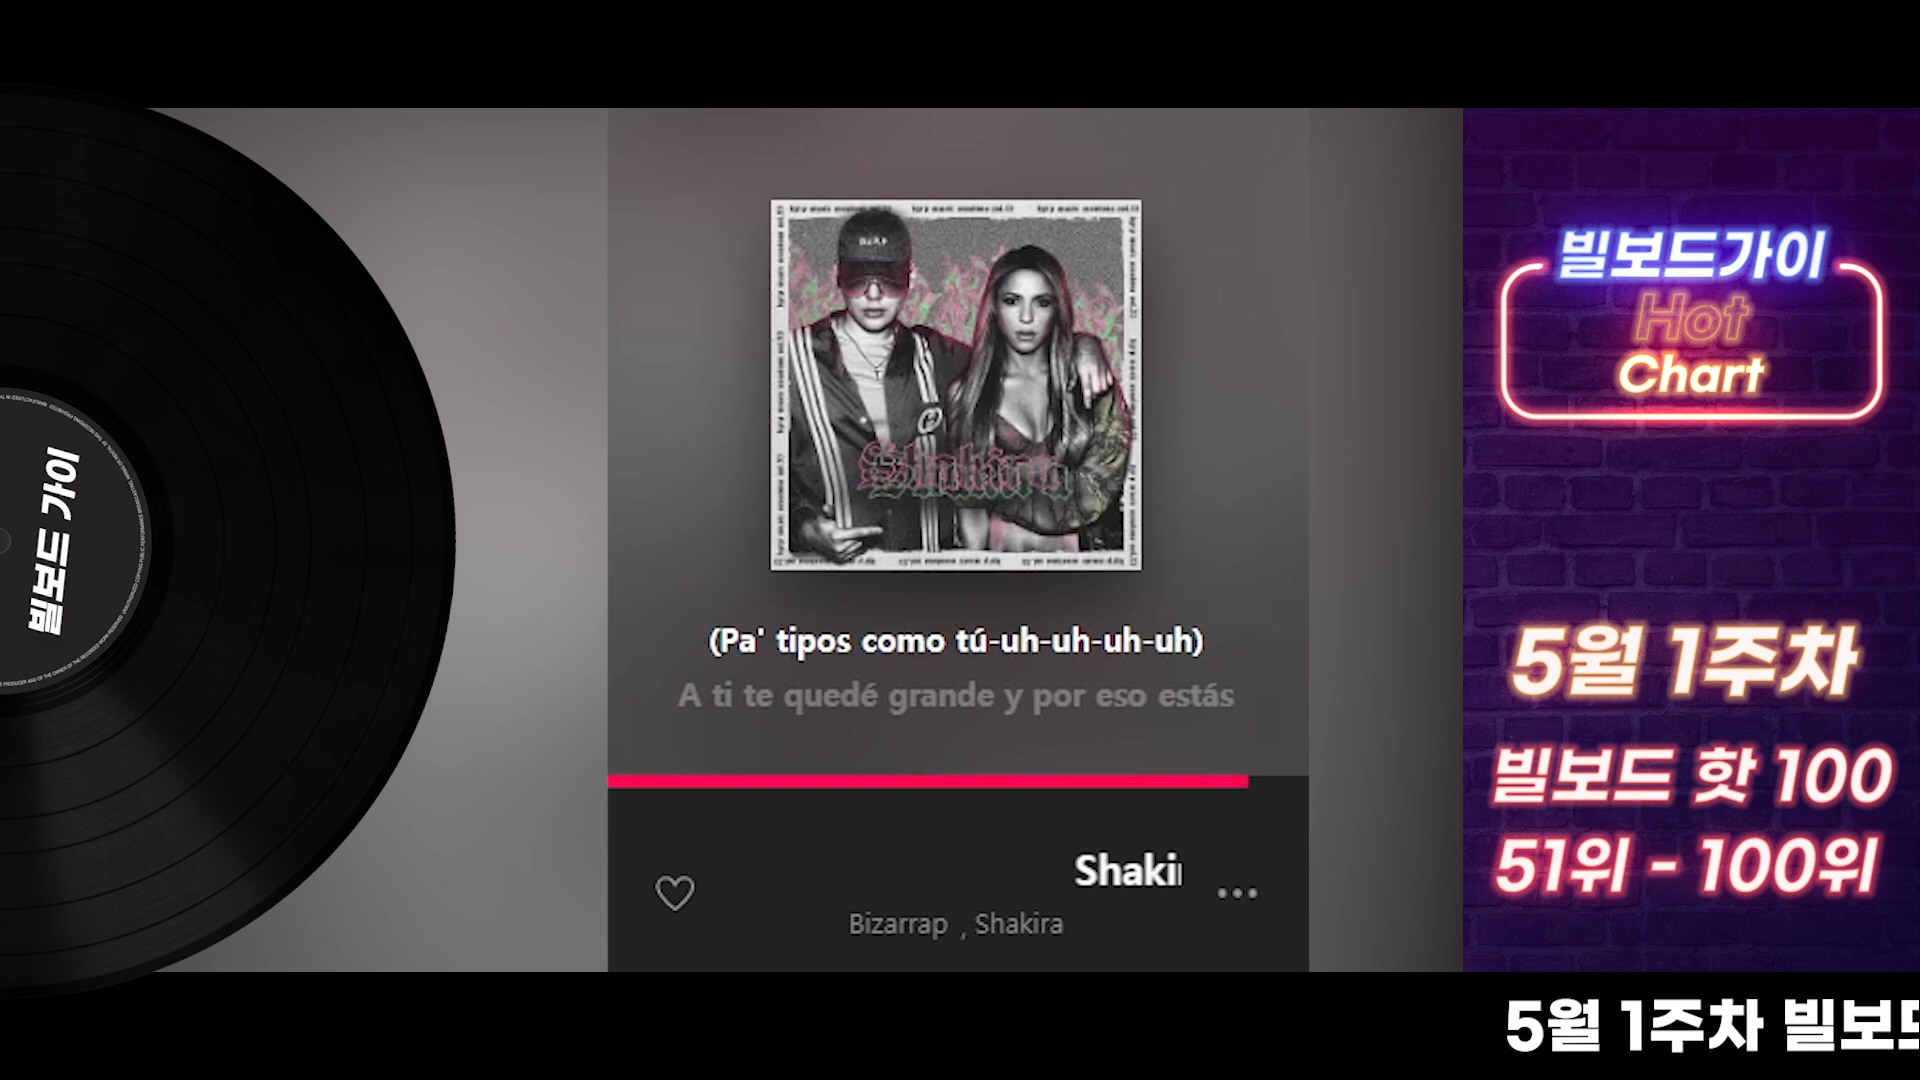 빌보드 가이
Shakira
(Pa' tipos como tú-uh-uh-uh-uh)
A ti te quedé grande y por eso estás
Shaki
Bizarrap , Shakira
빌보드가이
Hot
Chart
5월 1주차
빌보드 핫 100
51위 - 100위
5월 1주차 빌보드